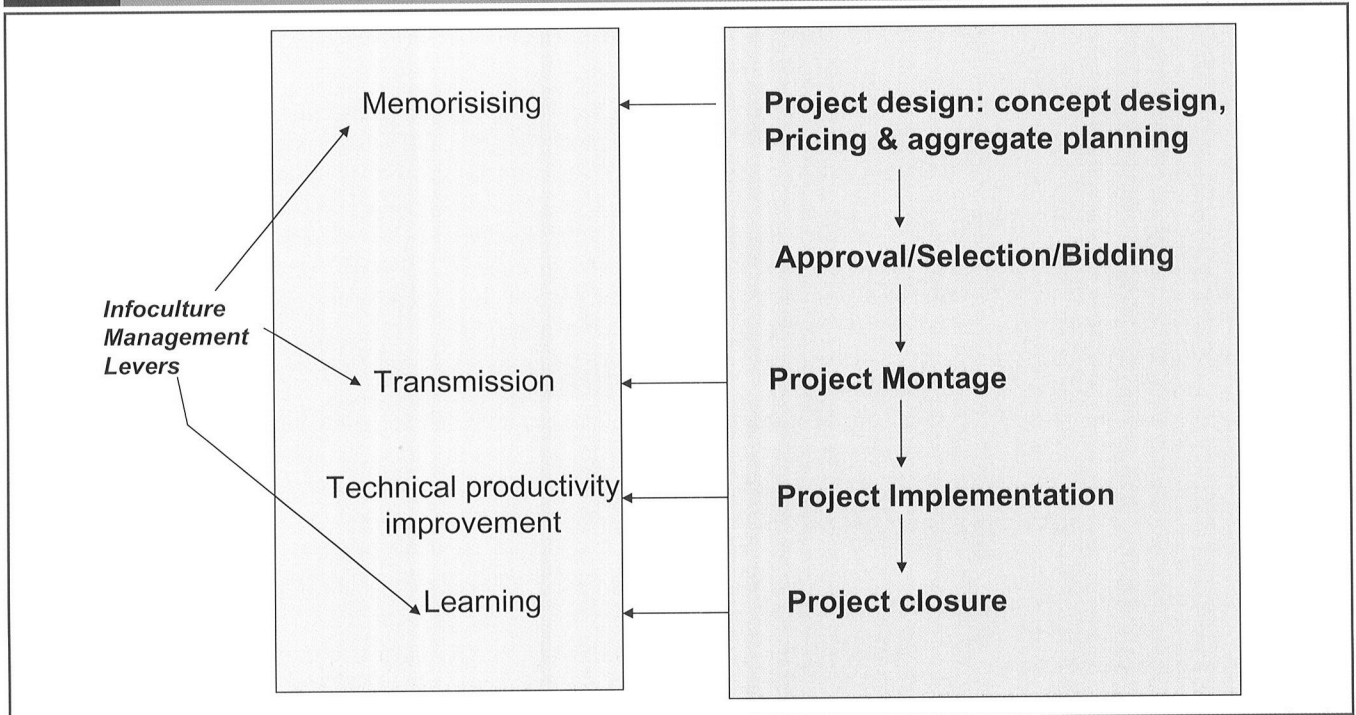 Memorisising
Project design: concept design,
Pricing & aggregate planning
Approval/Selection/Bidding
Infoculture
Management
Levers
Transmission
Project Montage
Technical productivity
improvement
Project Implementation
Learning
Project closure